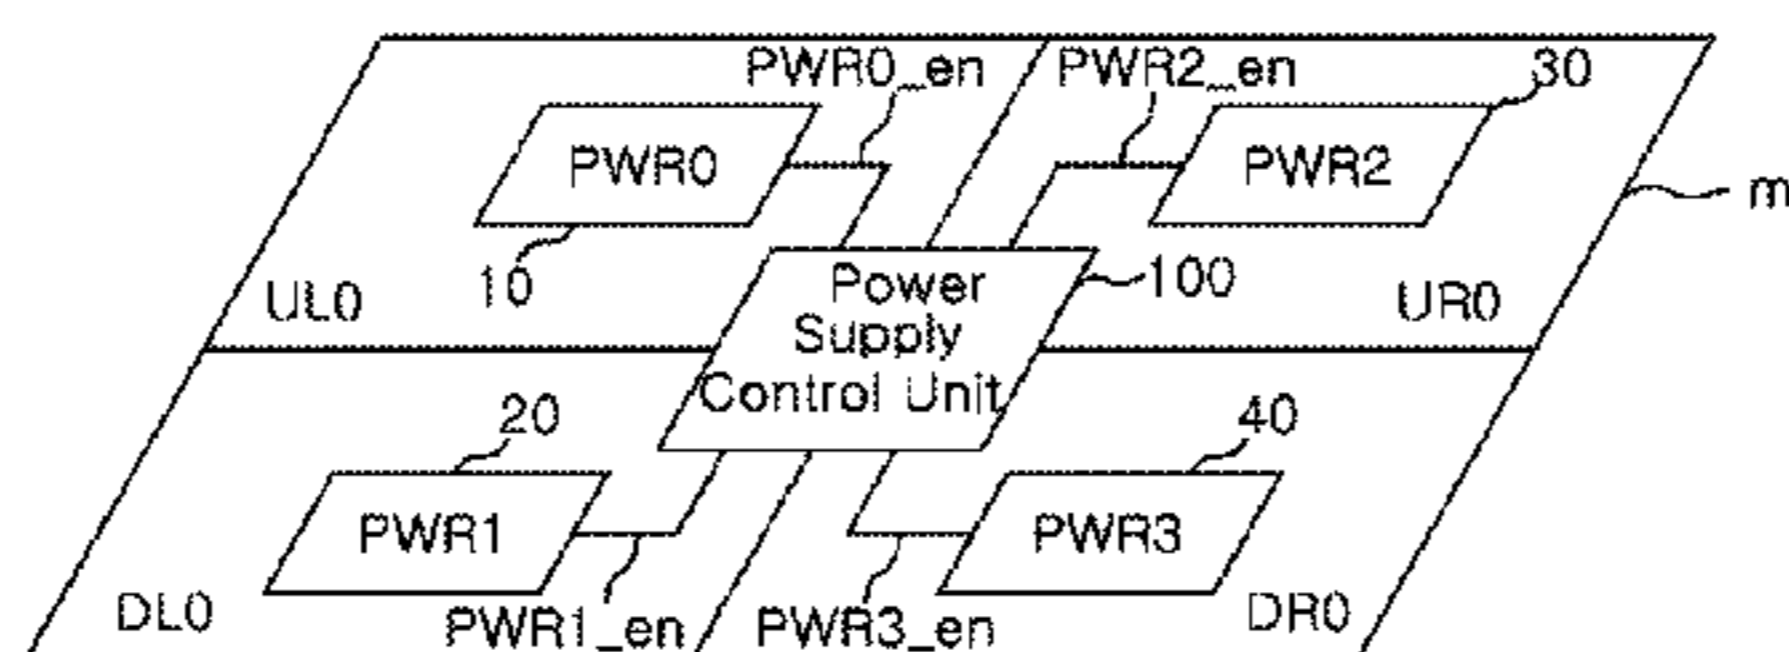 PWR0_en
PWR2_en
30
PWR0
PWR2
m
10
UL0
Power
Supply
Control Unit
100
UR0
20
40
PWR1
PWR3
DL0
PWR1_en
PWR3_en
DR0